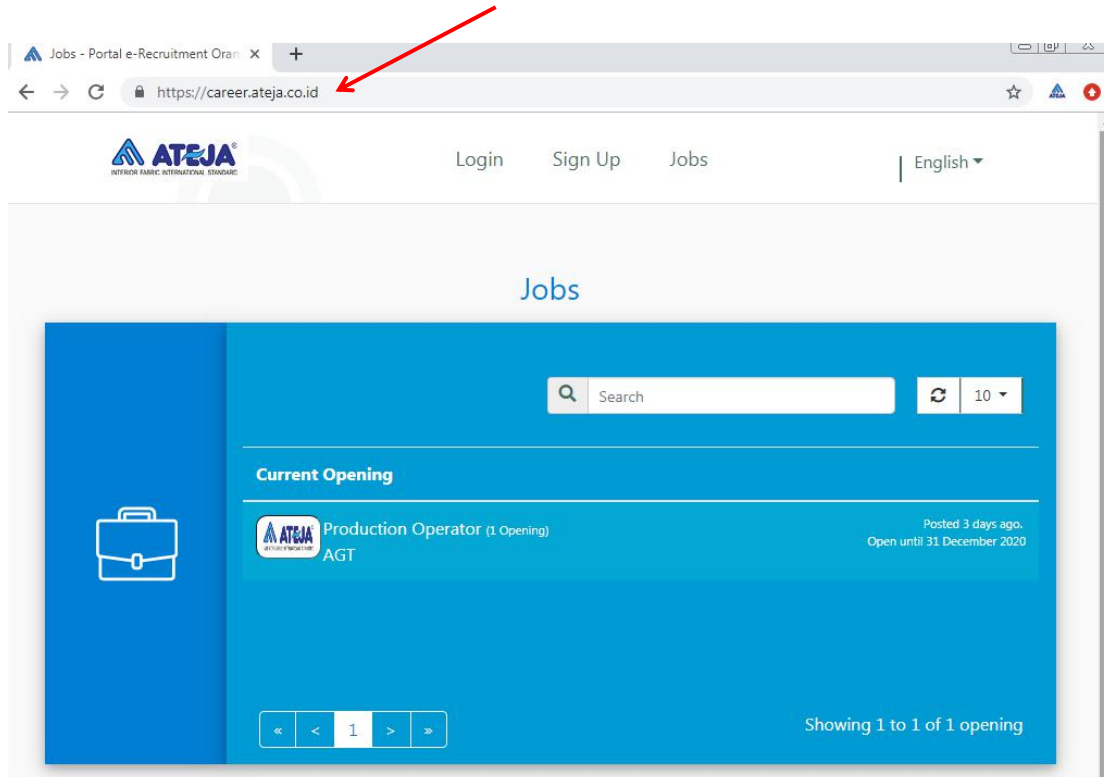 Jobs - Portal e-Recruitment Oran
https://career.ateja.co.id
ATEJA
ATEJA®
INTERIOR FABRIC INTERNATIONAL STANDARD
Login Sign Up Jobs English
Jobs
Search 10
Current Opening
ATEJA Production Operator (1 Opening) Posted 3 days ago.
AGT Open until 31 December 2020
« < 1 > » Showing 1 to 1 of 1 opening